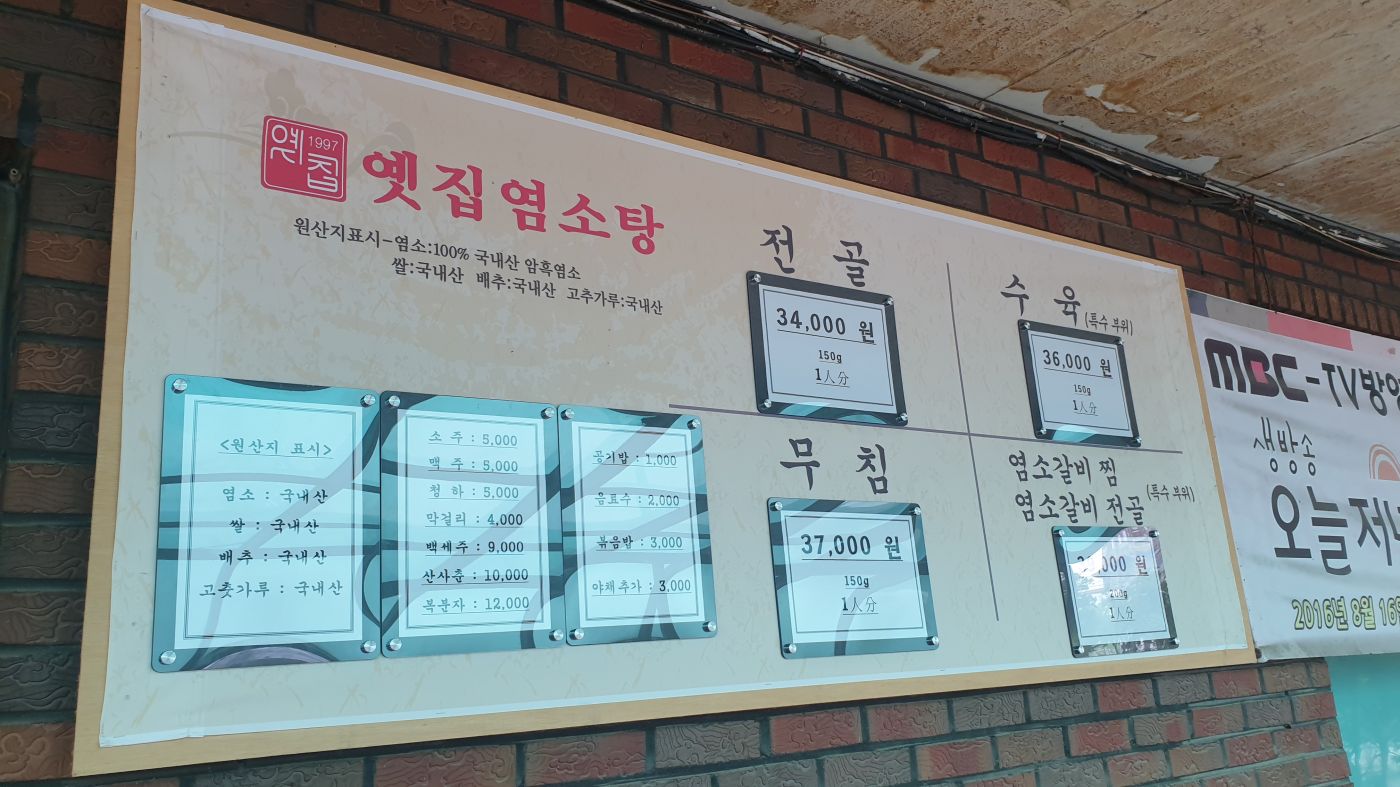 1997
옛집
옛집염소탕
원산지표시-염소:100% 국내산 암흑염소
쌀:국내산 배추:국내산 고추가루:국내산
<원산지 표시>
염소 : 국내산
쌀 : 국내산
배추 : 국내산
고춧가루 : 국내산
소주 : 5,000
맥주 : 5,000
청하 : 5,000
막걸리 : 4,000
백세주 : 9,000
산사춘 : 10,000
복분자 : 12,000
공기밥 : 1,000
음료수 : 2,000
볶음밥 : 3,000
야채추가 : 3,000
전골
34,000 원
150g
1人分
수육(특수 부위)
36,000 원
150g
1人分
무침
37,000 원
150g
1人分
염소갈비 찜
염소갈비 전골(특수 부위)
원
200g
1人分
MBC-TV방영
생방송
오늘저녁
2016년 8월 16